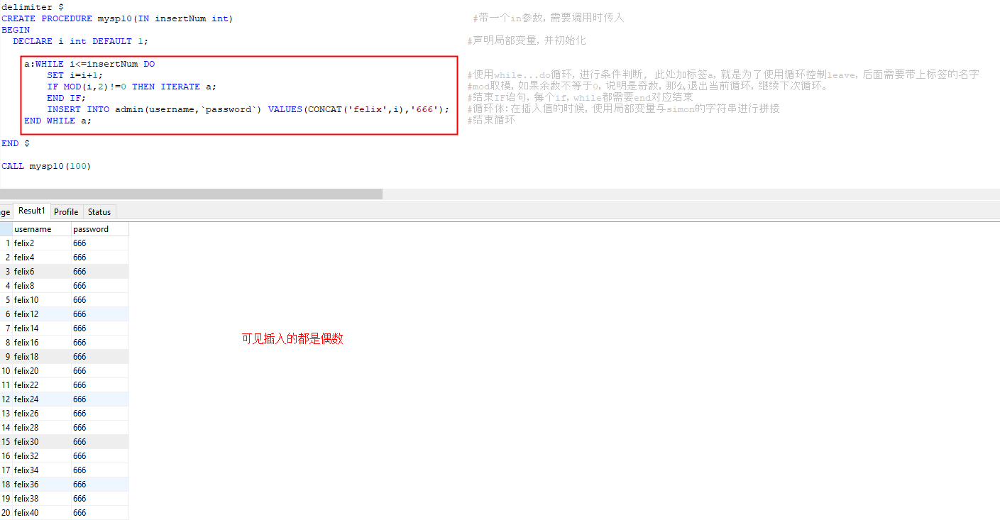 delimiter $
CREATE PROCEDURE mysp10(IN insertNum int) #带一个in参数, 需要调用时传入
BEGIN
DECLARE i int DEFAULT 1; #声明局部变量, 并初始化
a:WHILE i<=insertNum DO
SET i=i+1; #使用while...do循环, 进行条件判断, 此处加标签a, 就是为了使用循环控制leave, 后面需要带上标签的名字
IF MOD(i,2)!=0 THEN ITERATE a; #mod取模, 如果余数不等于0, 说明是奇数, 那么退出当前循环, 继续下次循环。
END IF; #结束IF语句, 每个if, while都需要end对应结束
INSERT INTO admin(username,`password`) VALUES(CONCAT('felix',i),'666'); #循环体: 在插入值的时候, 使用局部变量与simon的字符串进行拼接
END WHILE a; #结束循环
END $
CALL mysp10(100)
ge Result1 Profile Status
username password
1 felix2 666
2 felix4 666
3 felix6 666
4 felix8 666
5 felix10 666
6 felix12 666
7 felix14 666
可见插入的都是偶数
8 felix16 666
9 felix18 666
10 felix20 666
11 felix22 666
12 felix24 666
13 felix26 666
14 felix28 666
15 felix30 666
16 felix32 666
17 felix34 666
18 felix36 666
19 felix38 666
20 felix40 666